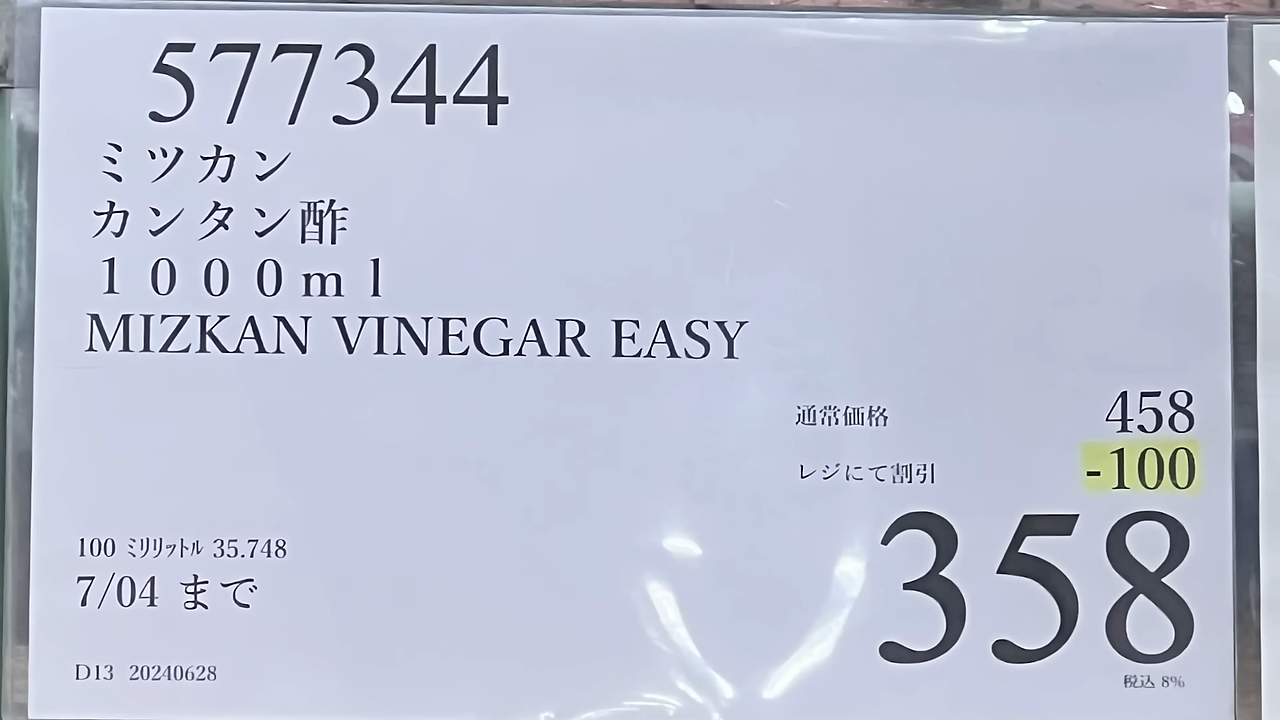 577344
ミツカン
カンタン酢
１０００ｍｌ
MIZKAN VINEGAR EASY
通常価格 458
レジにて割引 -100
358
100 ﾐﾘﾘｯﾄﾙ 35.748
7/04 まで
D13 20240628
税込 8%